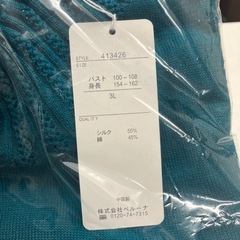 STYLE 413426
SIZE
バスト 100～108
身長 154～162
3L
QUALITY
シルク 55%
綿 45%
中国製
株式会社ベルーナ
0120-74-7315